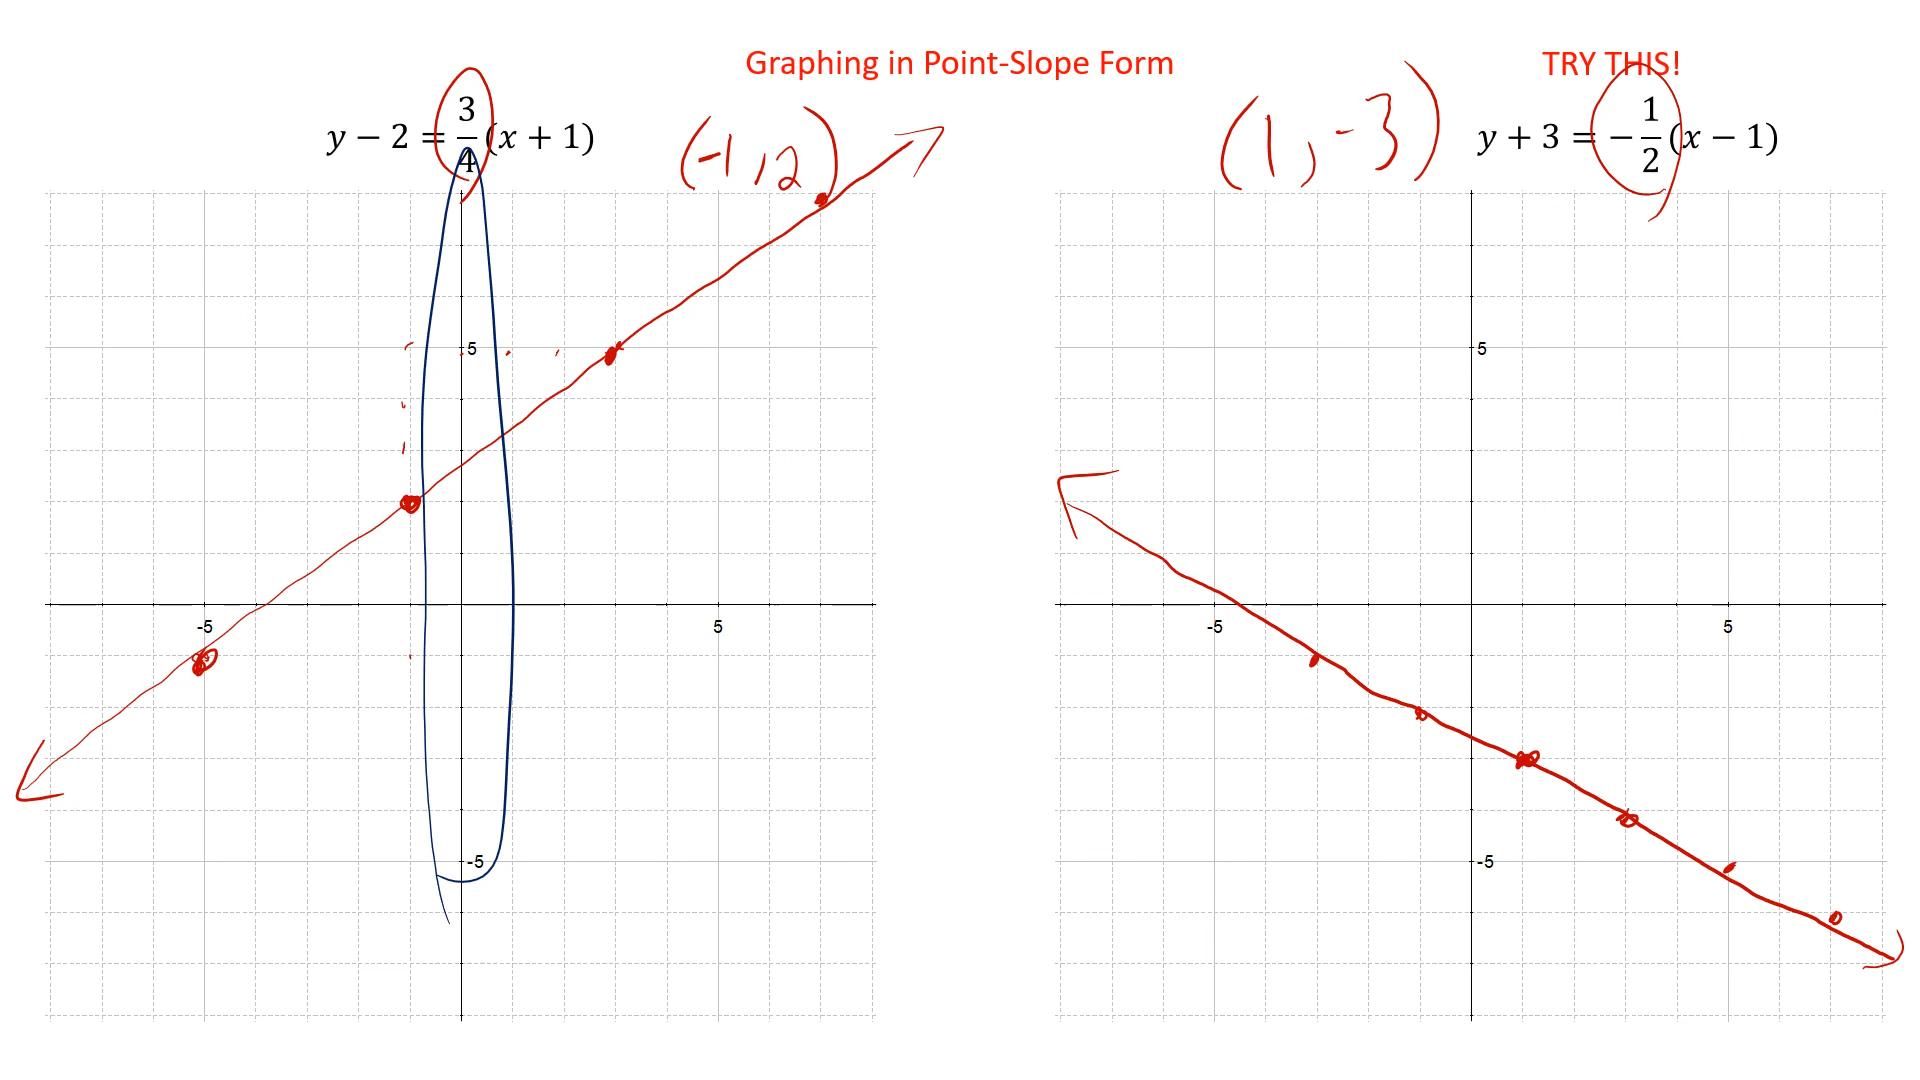 Graphing in Point-Slope Form
TRY THIS!
y − 2 = 3/4 (x + 1)
(-1, 2)
(1, -3)
y + 3 = − 1/2 (x − 1)
5
-5
5
-5
5
-5
5
-5